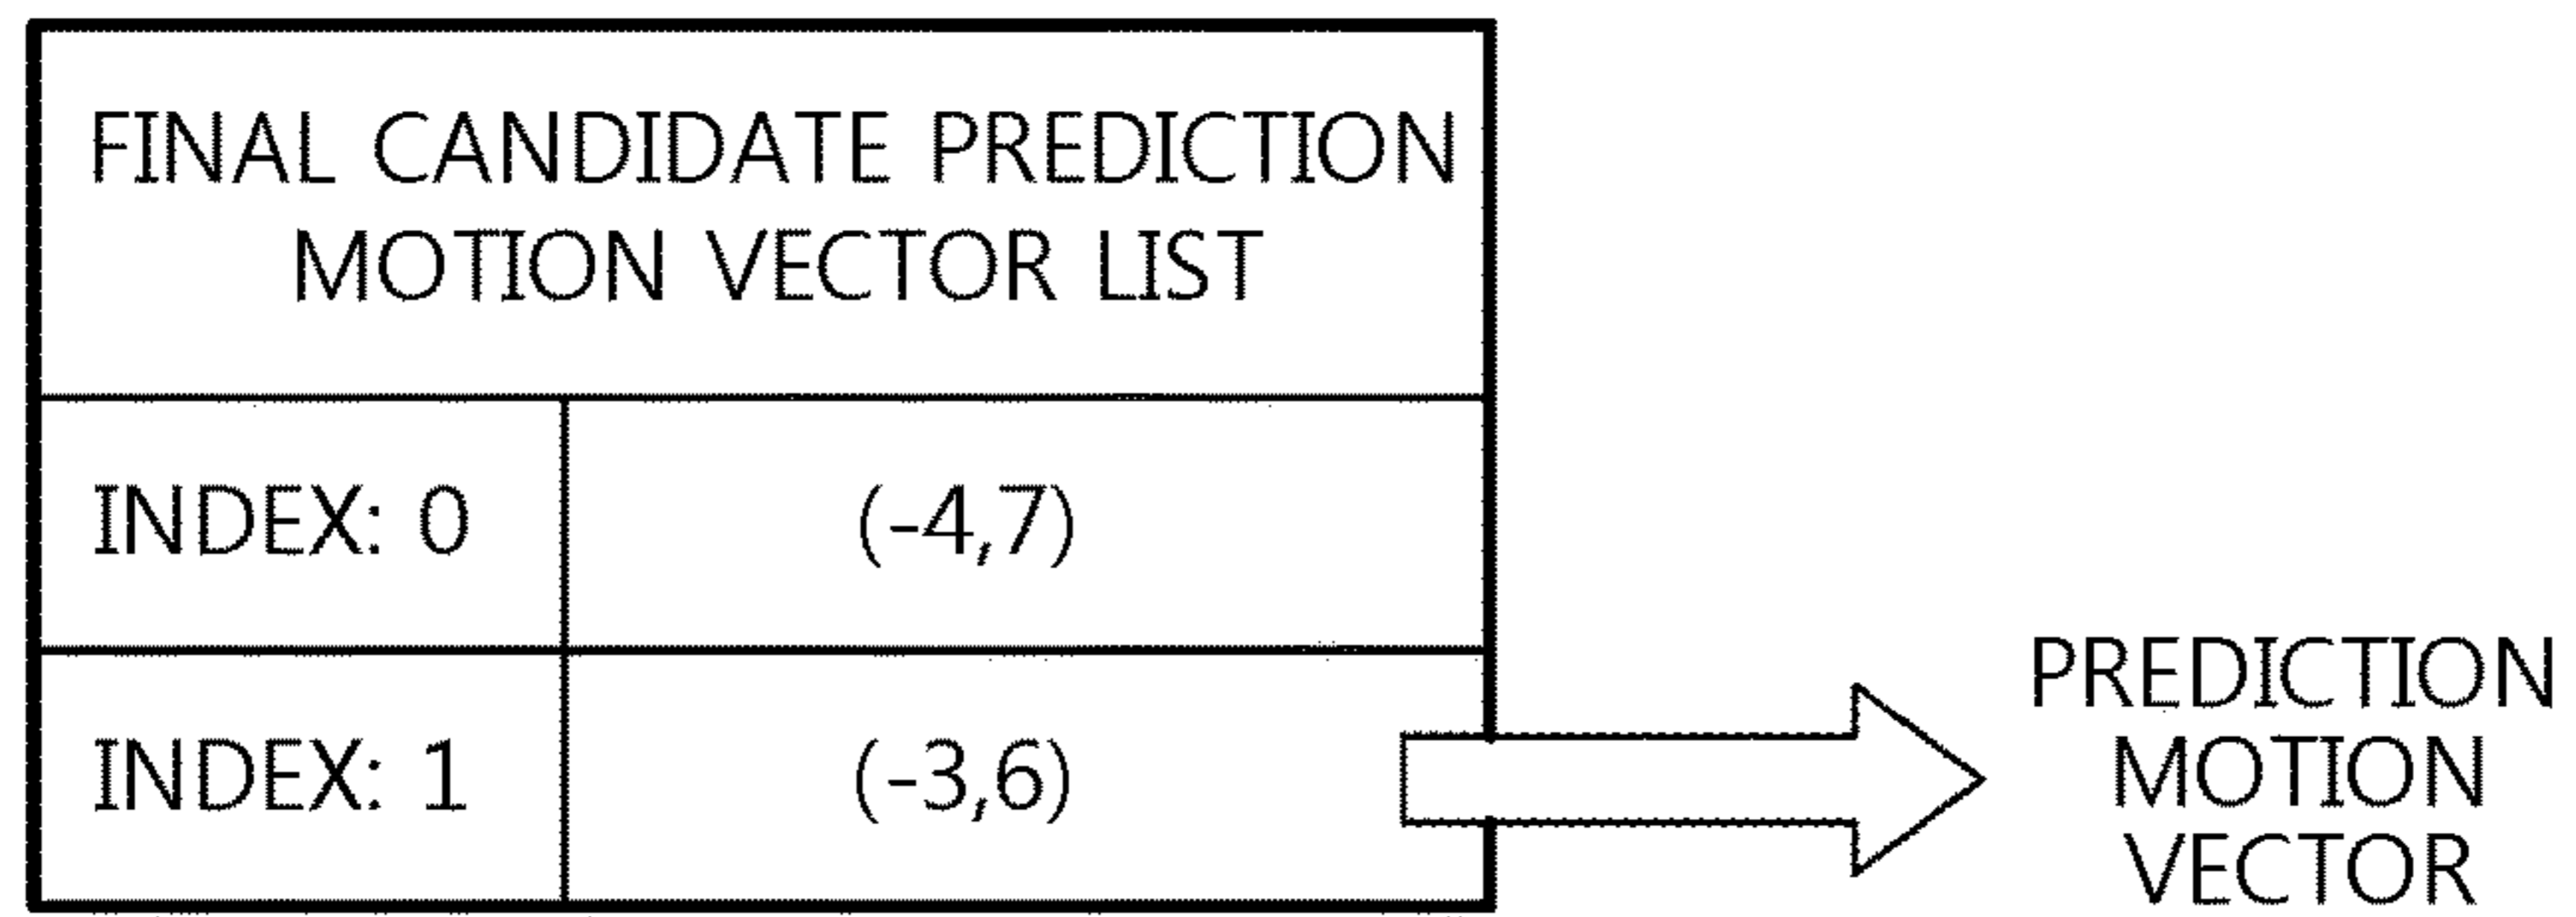 FINAL CANDIDATE PREDICTION
MOTION VECTOR LIST
INDEX: 0 (-4,7)
INDEX: 1 (-3,6)
PREDICTION
MOTION
VECTOR